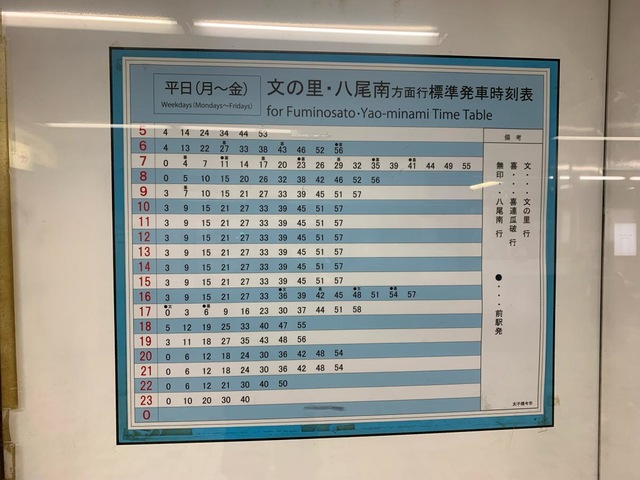 平日(月〜金)
Weekdays (Mondays~Fridays)
文の里・八尾南方面行標準発車時刻表
for Fuminosato・Yao-minami Time Table
備考
5 4 14 24 34 44 53
6 4 13 22 27 33 38 43 46 52 56
7 0 4 7 11 14 17 20 23 26 29 32 35 39 41 44 49 55
8 0 5 10 15 20 26 32 38 42 46 52 56
9 3 7 10 15 21 27 33 39 45 51 57
10 3 9 15 21 27 33 39 45 51 57
11 3 9 15 21 27 33 39 45 51 57
12 3 9 15 21 27 33 39 45 51 57
13 3 9 15 21 27 33 39 45 51 57
14 3 9 15 21 27 33 39 45 51 57
15 3 9 15 21 27 33 39 45 51 57
16 3 9 15 21 27 33 36 39 42 45 48 51 54 57
17 0 3 6 9 16 23 30 37 44 51 58
18 5 12 19 25 33 40 47 55
19 3 11 18 27 35 43 48 56
20 0 6 12 18 24 30 36 42 48 54
21 0 6 12 18 24 30 36 42 48 54
22 0 6 12 21 30 40 50
23 0 10 20 30 40
0
文・・・文の里 行
喜・・・喜連瓜破 行
無印・・・八尾南 行
●・・・前駅発
太子橋今市